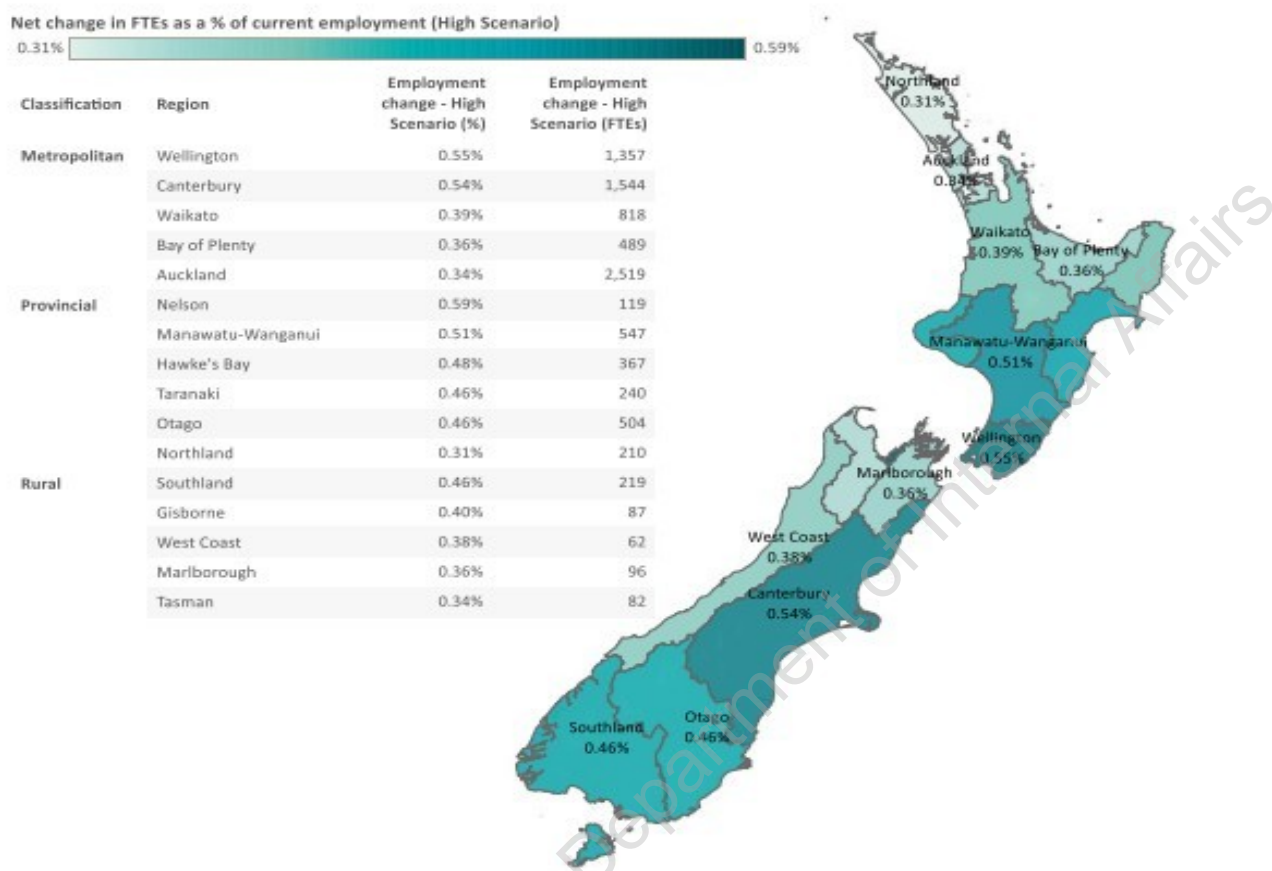 Net change in FTEs as a % of current employment (High Scenario)
0.31% 0.59%
Classification Region Employment change - High Scenario (%) Employment change - High Scenario (FTEs)
Metropolitan Wellington 0.55% 1,357
Canterbury 0.54% 1,544
Waikato 0.39% 818
Bay of Plenty 0.36% 489
Auckland 0.34% 2,519
Provincial Nelson 0.59% 119
Manawatu-Wanganui 0.51% 547
Hawke's Bay 0.48% 367
Taranaki 0.46% 240
Otago 0.46% 504
Northland 0.31% 210
Rural Southland 0.46% 219
Gisborne 0.40% 87
West Coast 0.38% 62
Marlborough 0.36% 96
Tasman 0.34% 82
Northland
0.31%
Auckland
0.34%
Waikato
0.39%
Bay of Plenty
0.36%
Manawatu-Wanganui
0.51%
Wellington
0.55%
Marlborough
0.36%
West Coast
0.38%
Canterbury
0.54%
Otago
0.46%
Southland
0.46%
Department of Internal Affairs